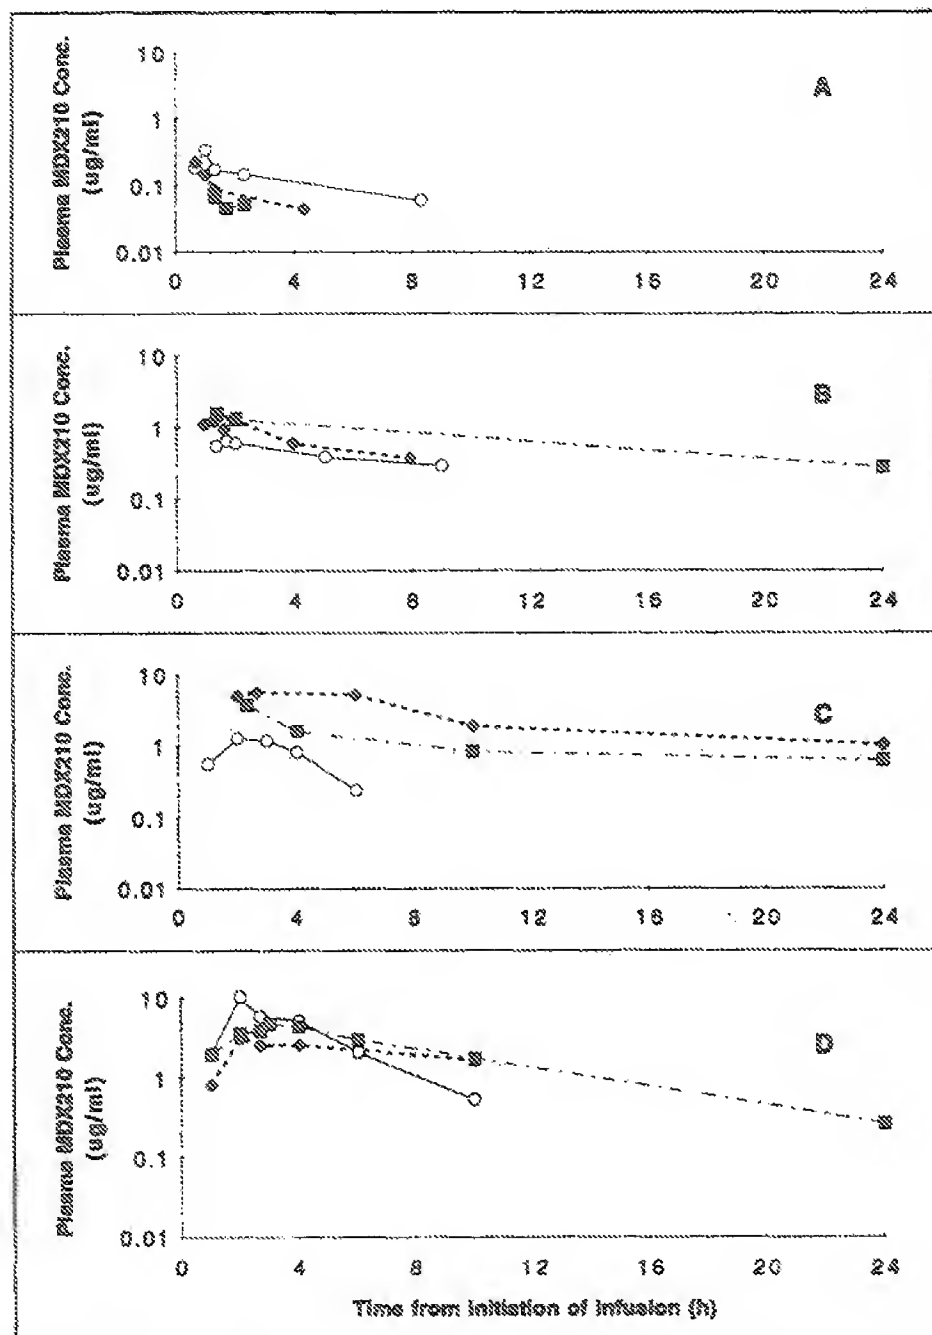 Plasma MDX210 Conc.
(ug/ml)
10
1
0.1
0.01
A
0 4 8 12 16 20 24
Plasma MDX210 Conc.
(ug/ml)
10
1
0.1
0.01
B
0 4 8 12 16 20 24
Plasma MDX210 Conc.
(ug/ml)
10
1
0.1
0.01
C
0 4 8 12 16 20 24
Plasma MDX210 Conc.
(ug/ml)
10
1
0.1
0.01
D
0 4 8 12 16 20 24
Time from Initiation of Infusion (h)